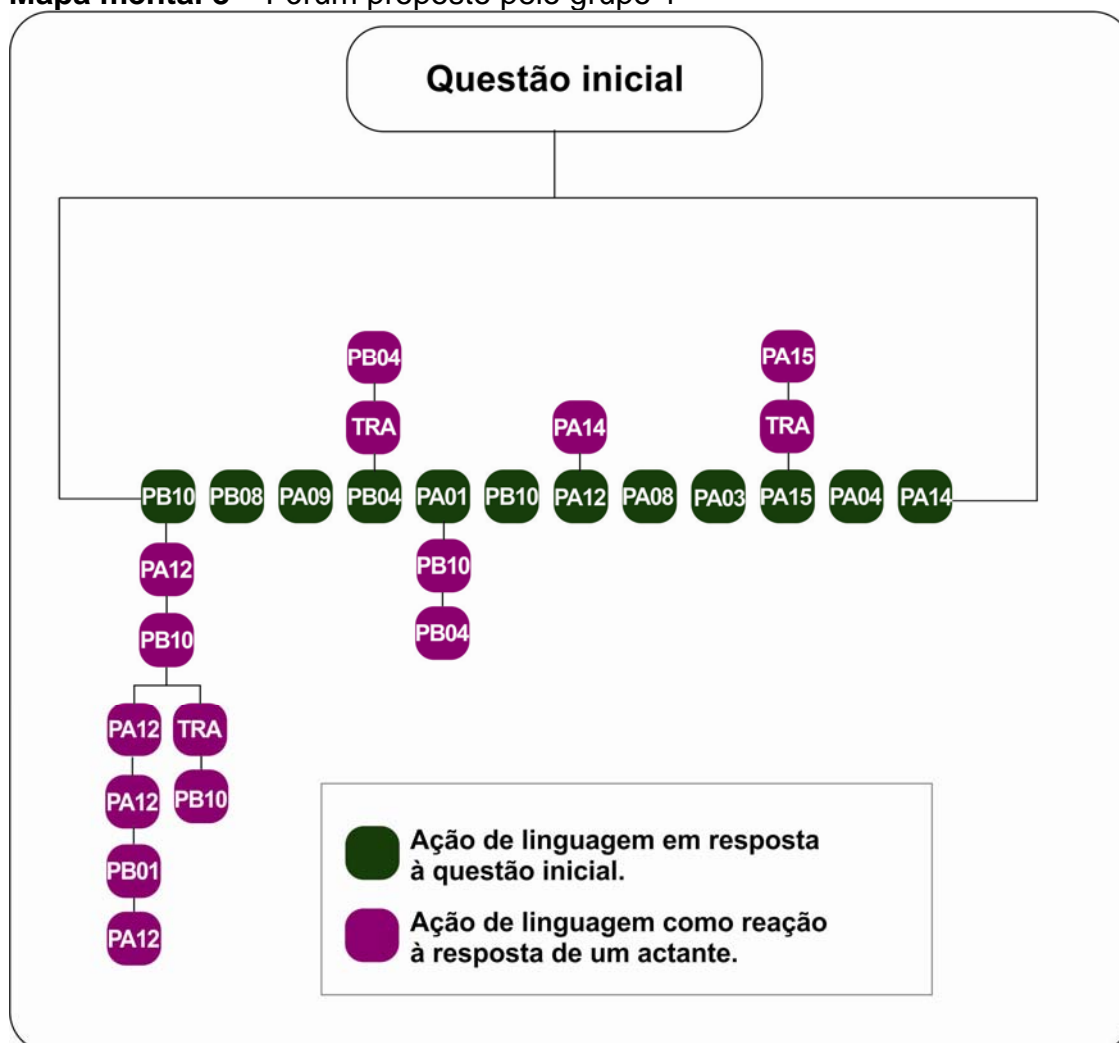 Questão inicial
PB04 PA15
TRA PA14 TRA
PB10 PB08 PA09 PB04 PA01 PB10 PA12 PA08 PA03 PA15 PA04 PA14
PA12 PB10
PB10 PB04
PA12 TRA
PA12 PB10
PB01
PA12
Ação de linguagem em resposta
à questão inicial.
Ação de linguagem como reação
à resposta de um actante.